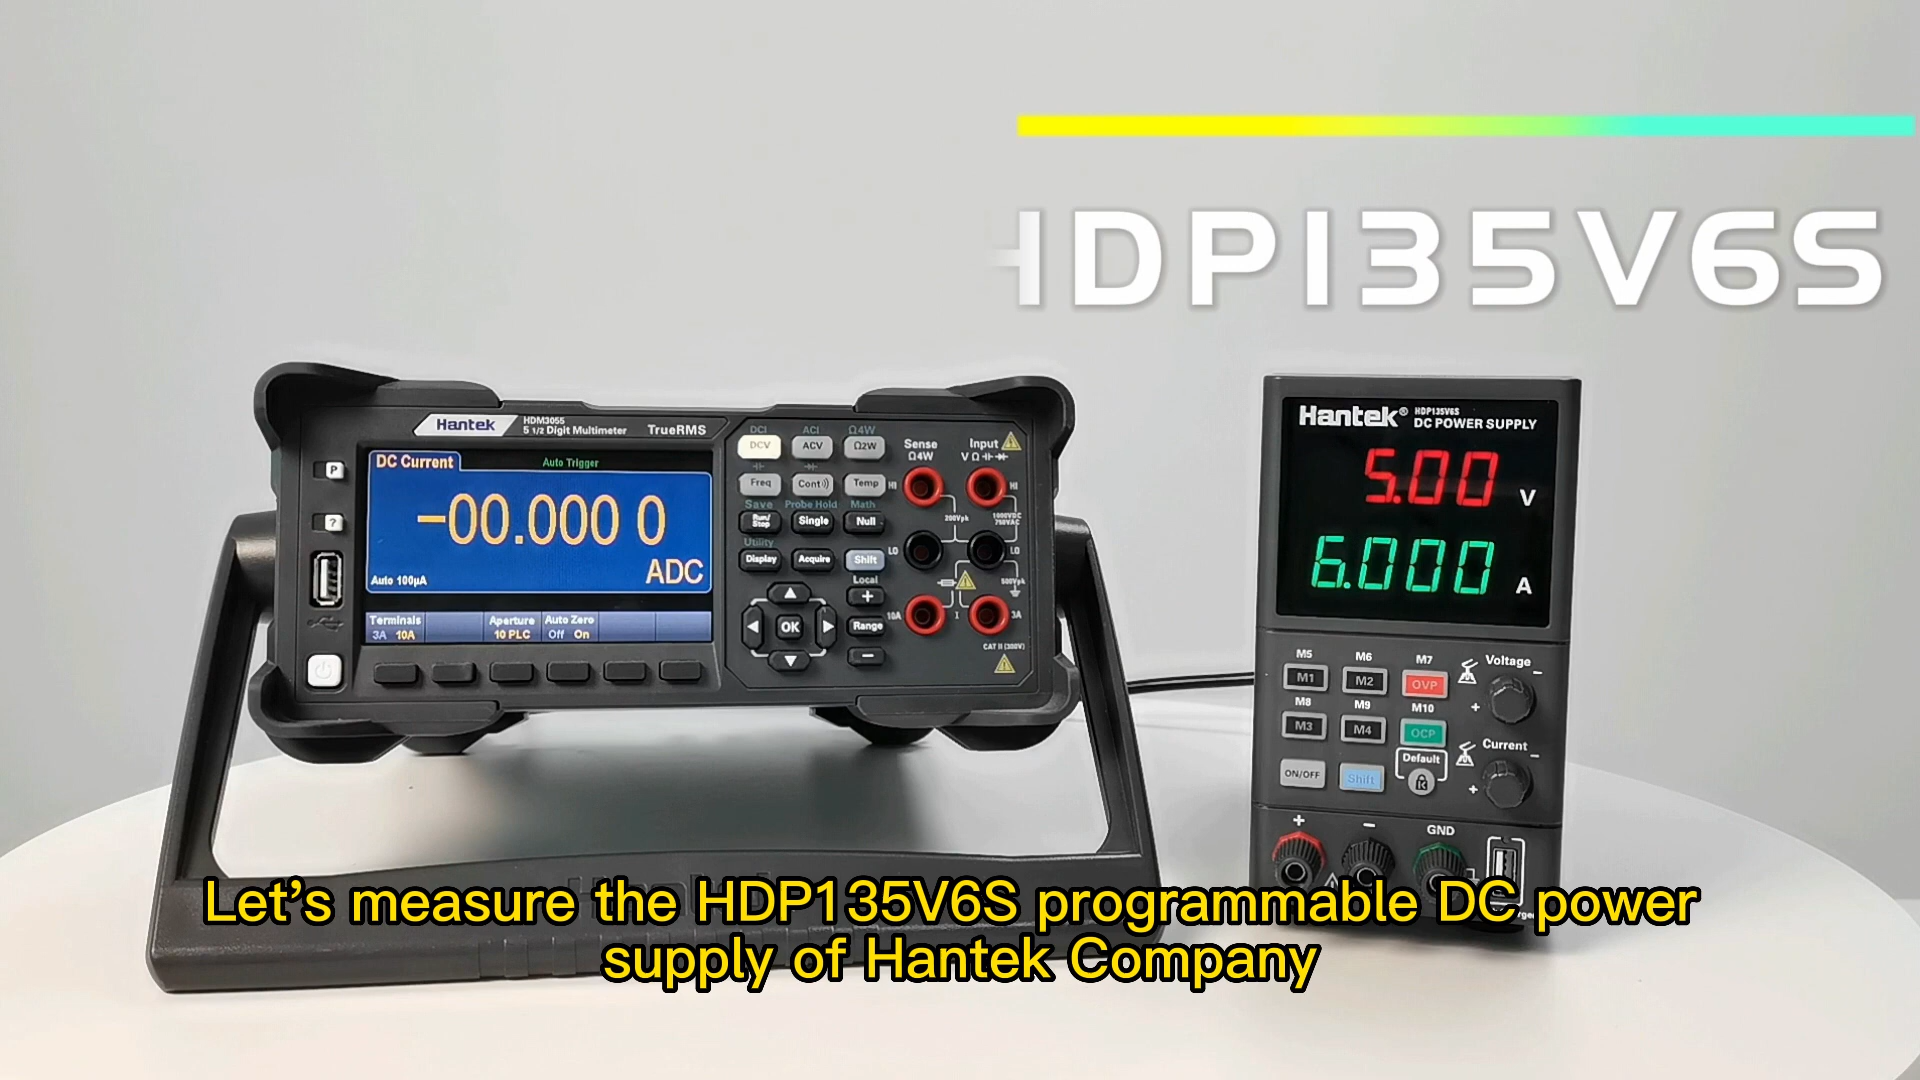 HDP135V6S
Hantek
HDM3055
5 1/2 Digit Multimeter
TrueRMS
DC Current
Auto Trigger
-00.000 0
ADC
Auto 100µA
Terminals
3A 10A
Aperture
10 PLC
Auto Zero
Off On
P
?
DCI ACI Ω4W
DCV ACV Ω2W
Freq Cont Temp
Save Probe Hold Math
Run/Stop Single Null
Utility
Display Acquire Shift
Local
+
OK
Range
−
Sense
Ω4W
Input
V Ω
HI HI
200Vpk
1000VDC
750VAC
LO LO
500Vpk
10A I 3A
CAT II (300V)
Hantek®
HDP135V6S
DC POWER SUPPLY
5.00 V
6.000 A
M5 M6 M7
M1 M2 OVP
M8 M9 M10
M3 M4 OCP
ON/OFF Shift
Default
Voltage
− +
Current
− +
+ − GND
Let’s measure the HDP135V6S programmable DC power
supply of Hantek Company